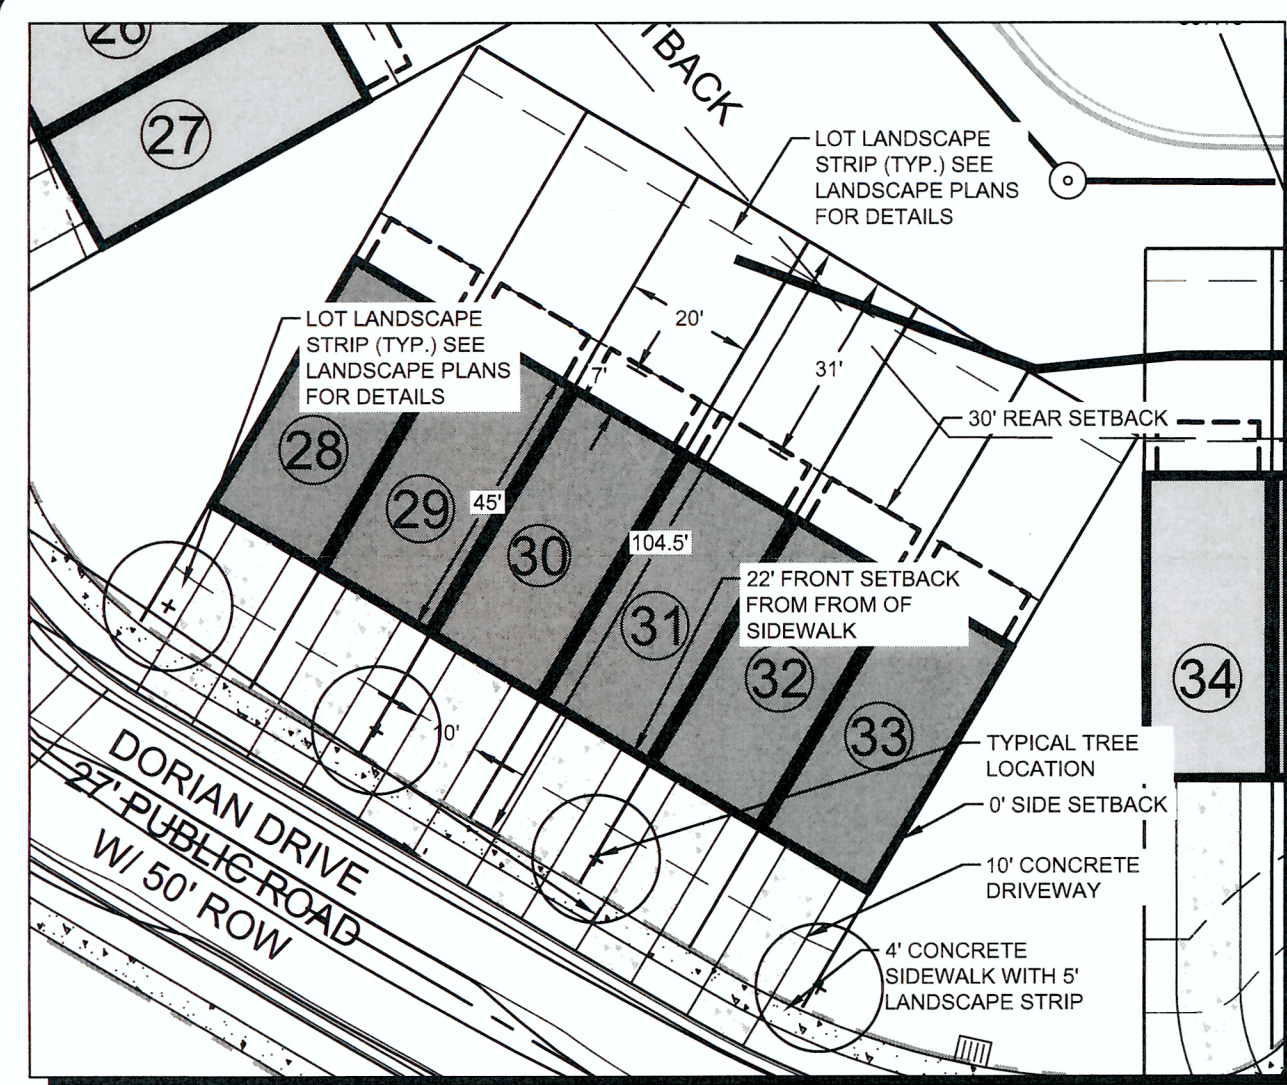 26
TBACK
27
LOT LANDSCAPE
STRIP (TYP.) SEE
LANDSCAPE PLANS
FOR DETAILS
LOT LANDSCAPE
STRIP (TYP.) SEE
LANDSCAPE PLANS
FOR DETAILS
20'
7'
31'
30' REAR SETBACK
28
29
45'
30
104.5'
31
22' FRONT SETBACK
FROM FROM OF
SIDEWALK
32
33
34
10'
TYPICAL TREE
LOCATION
0' SIDE SETBACK
10' CONCRETE
DRIVEWAY
4' CONCRETE
SIDEWALK WITH 5'
LANDSCAPE STRIP
DORIAN DRIVE
27' PUBLIC ROAD
W/ 50' ROW